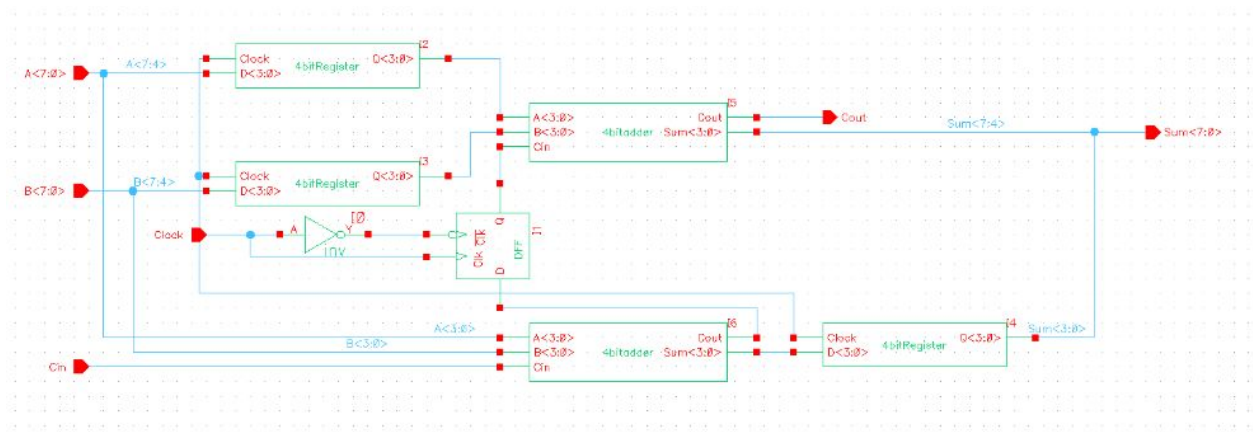 I2
Clock Q<3:0>
4bitRegister
D<3:0>
A<7:0>
A<7:4>
I5
A<3:0> Cout
B<3:0> 4bitadder Sum<3:0>
Cin
Cout
Sum<7:4>
Sum<7:0>
I3
Clock Q<3:0>
4bitRegister
D<3:0>
B<7:0>
B<7:4>
Clock
I0
A Y
INV
Clk
Clk
Q
D
DFF
I1
A<3:0>
B<3:0>
Cin
I6
A<3:0> Cout
B<3:0> 4bitadder Sum<3:0>
Cin
I4
Clock Q<3:0>
4bitRegister
D<3:0>
Sum<3:0>